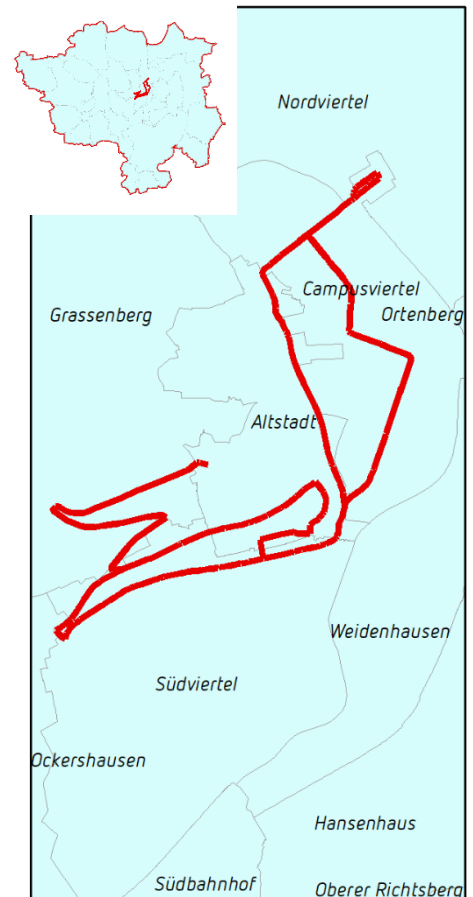 Nordviertel
Campusviertel
Grassenberg
Ortenberg
Altstadt
Weidenhausen
Südviertel
Ockershausen
Hansenhaus
Südbahnhof
Oberer Richtsberg